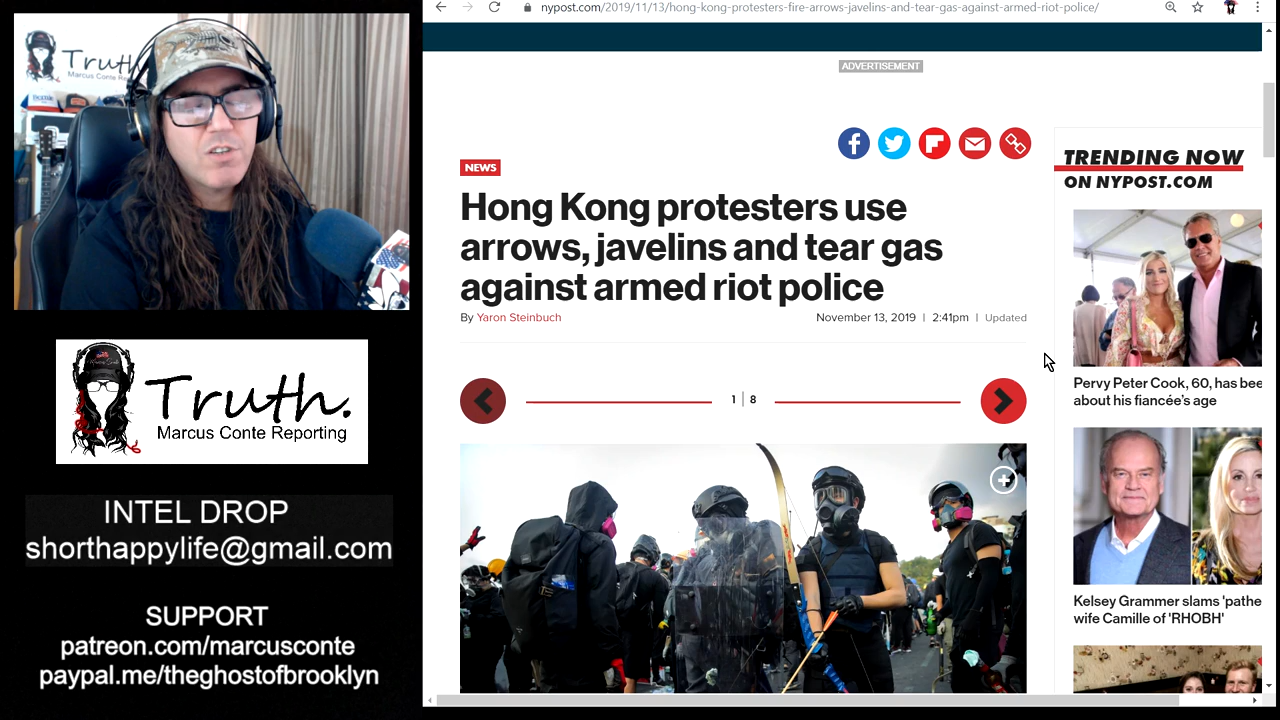 Truth.
Marcus Conte Re
nypost.com/2019/11/13/hong-kong-protesters-fire-arrows-javelins-and-tear-gas-against-armed-riot-police/
ADVERTISEMENT
NEWS
Hong Kong protesters use
arrows, javelins and tear gas
against armed riot police
By Yaron Steinbuch
November 13, 2019 | 2:41pm | Updated
1 | 8
TRENDING NOW
ON NYPOST.COM
Pervy Peter Cook, 60, has bee
about his fiancée's age
Kelsey Grammer slams 'pathe
wife Camille of 'RHOBH'
Truth.
Marcus Conte Reporting
INTEL DROP
shorthappylife@gmail.com
SUPPORT
patreon.com/marcusconte
paypal.me/theghostofbrooklyn